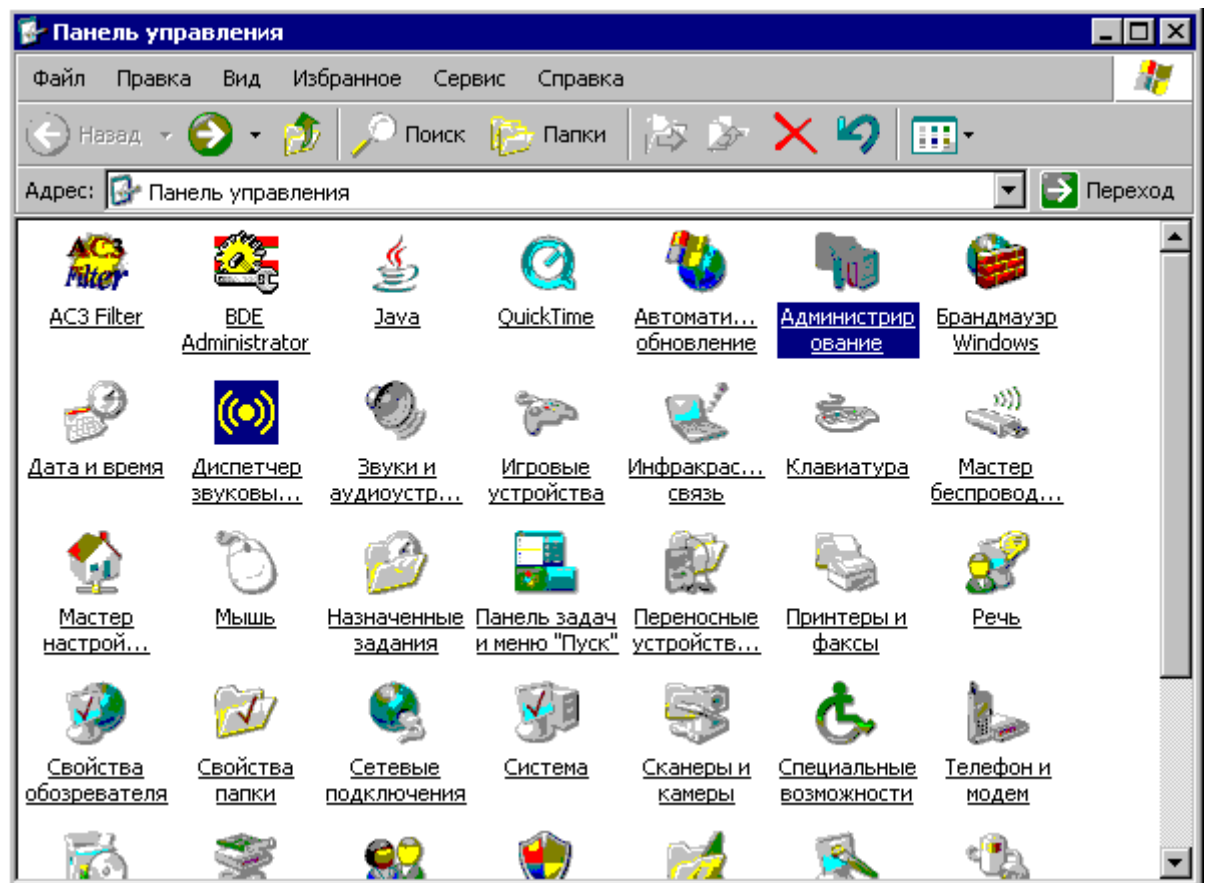 Панель управления
Файл Правка Вид Избранное Сервис Справка
Назад Поиск Папки
Адрес: Панель управления Переход
AC3 Filter
AC3 Filter BDE Java QuickTime Автомати... Администрир Брандмауэр
Administrator обновление ование Windows
Дата и время Диспетчер Звуки и Игровые Инфракрас... Клавиатура Мастер
звуковы... аудиоустр... устройства связь беспровод...
Мастер Мышь Назначенные Панель задач Переносные Принтеры и Речь
настрой... задания и меню "Пуск" устройств... факсы
Свойства Свойства Сетевые Система Сканеры и Специальные Телефон и
обозревателя папки подключения камеры возможности модем